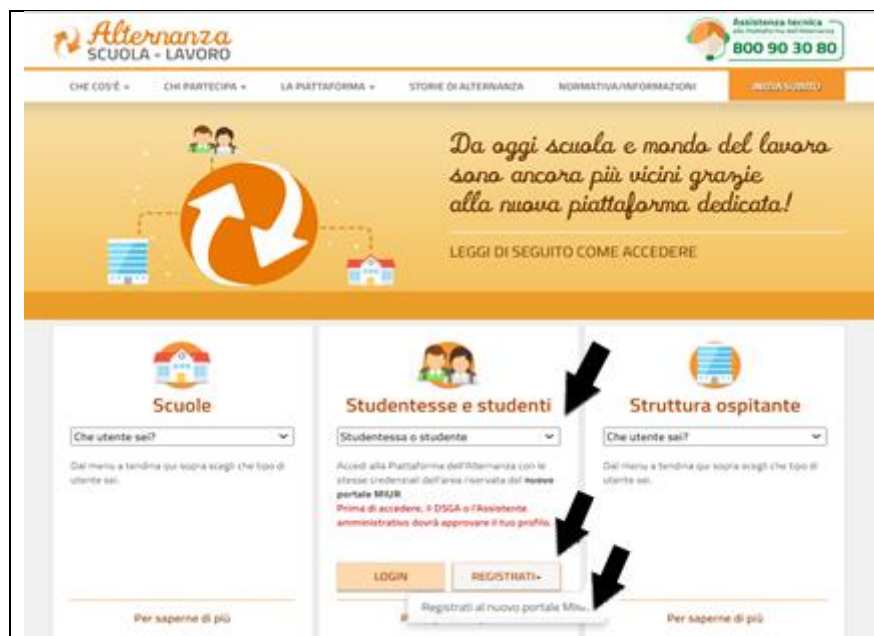 Alternanza
SCUOLA - LAVORO
Assistenza tecnica
alla Piattaforma dell'Alternanza
800 90 30 80
CHE COS'È
CHI PARTECIPA
LA PIATTAFORMA
STORIE DI ALTERNANZA
NORMATIVA/INFORMAZIONI
INIZIA SUBITO
Da oggi scuola e mondo del lavoro
sono ancora più vicini grazie
alla nuova piattaforma dedicata!
LEGGI DI SEGUITO COME ACCEDERE
Scuole
Che utente sei?
Dal menu a tendina qui sopra scegli che tipo di
utente sei.
Studentesse e studenti
Studentessa o studente
Accedi alla Piattaforma dell'Alternanza con le
stesse credenziali dell'area riservata del nuovo
portale MIUR
Prima di accedere, il DSGA o l'Assistente
amministrativo dovrà approvare il tuo profilo.
LOGIN
REGISTRATI
Registrati al nuovo portale
Struttura ospitante
Che utente sei?
Dal menu a tendina qui sopra scegli che tipo di
utente sei.
Per saperne di più
Per saperne di più